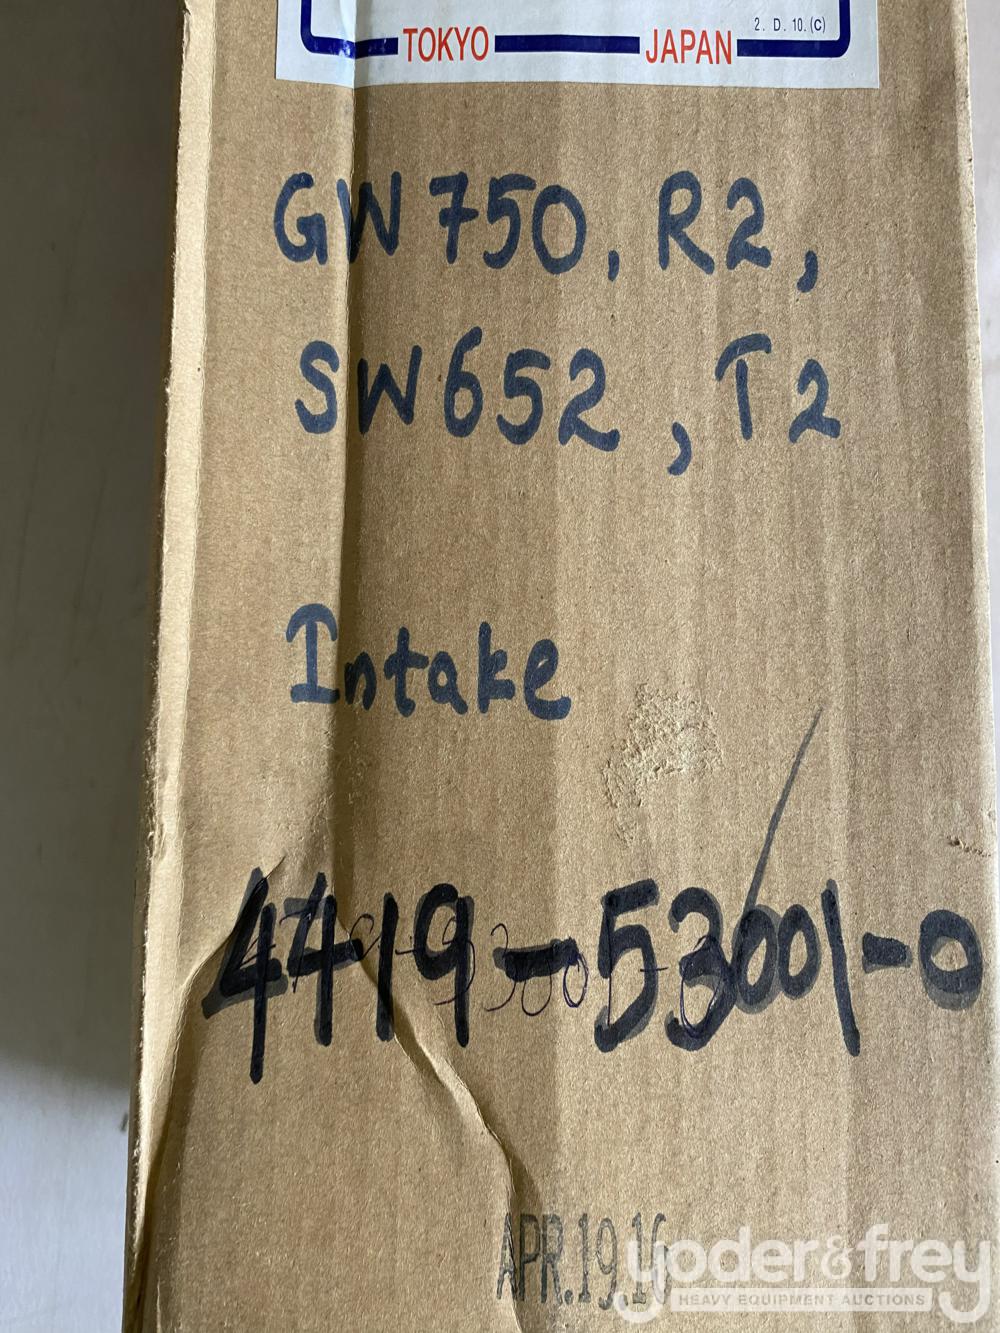 TOKYO JAPAN 2. D. 10. (C)
GW750, R2,
SW652, T2
Intake
4719-53001-0
APR.19.16
yoder&frey
HEAVY EQUIPMENT AUCTIONS